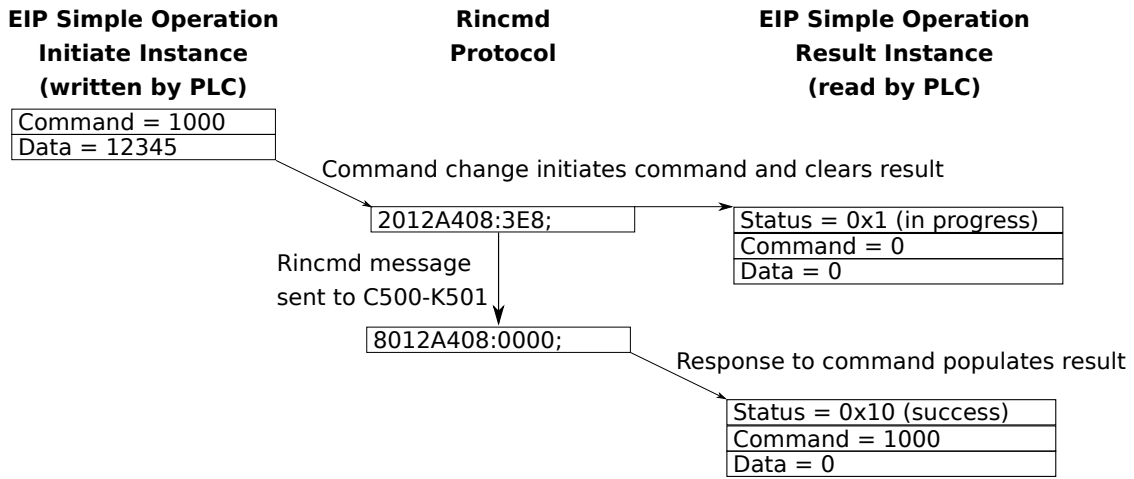 EIP Simple Operation
Initiate Instance
(written by PLC)
Rincmd
Protocol
EIP Simple Operation
Result Instance
(read by PLC)
Command = 1000
Data = 12345
Command change initiates command and clears result
2012A408:3E8;
Status = 0x1 (in progress)
Command = 0
Data = 0
Rincmd message
sent to C500-K501
8012A408:0000;
Response to command populates result
Status = 0x10 (success)
Command = 1000
Data = 0